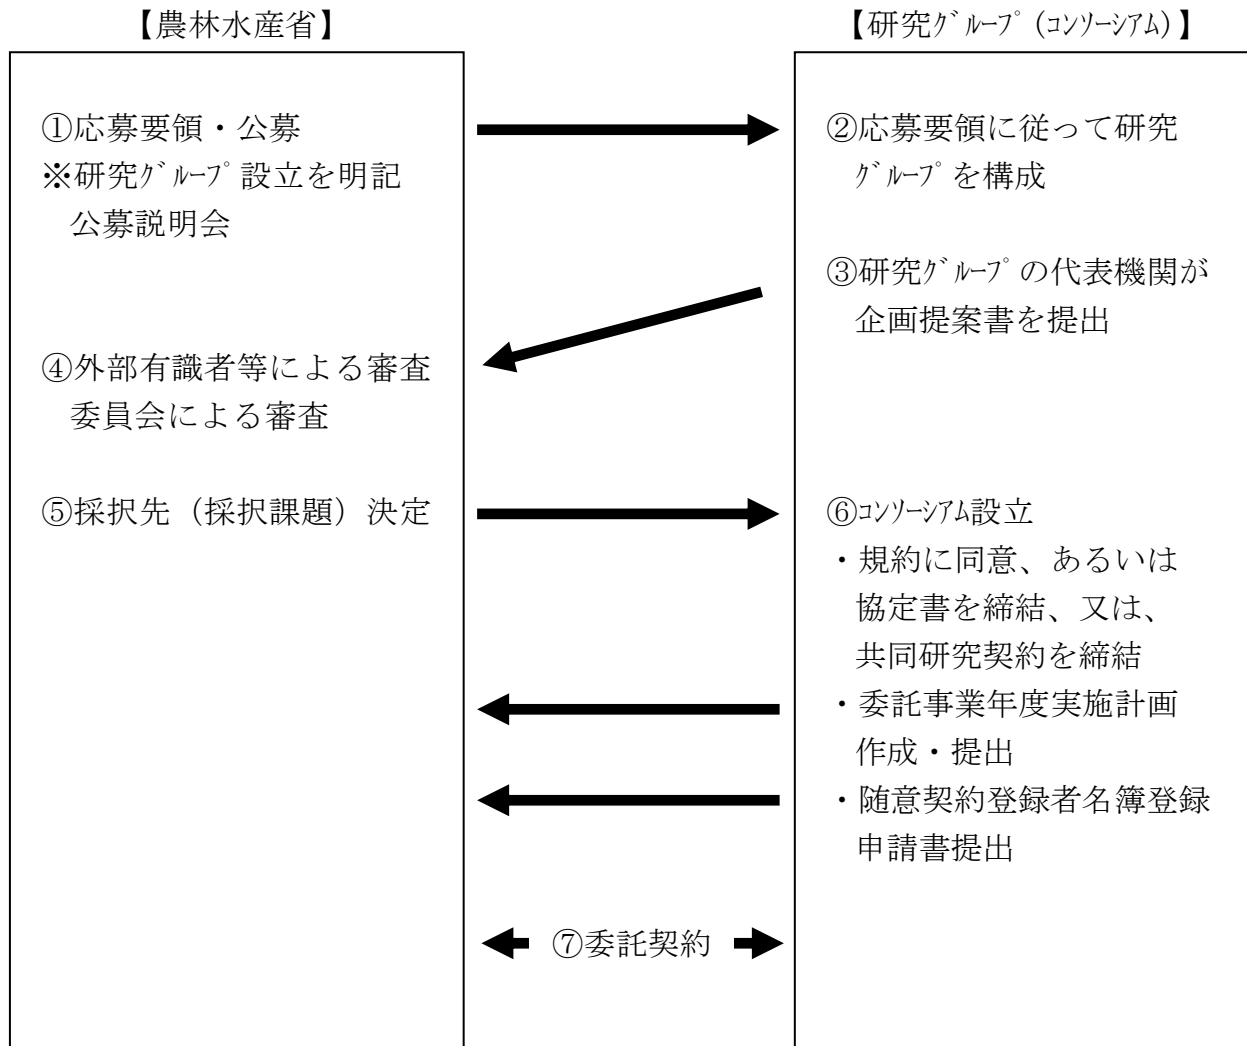 【農林水産省】
【研究ｸﾞﾙｰﾌﾟ(ｺﾝｿｰｼｱﾑ)】
①応募要領・公募
※研究ｸﾞﾙｰﾌﾟ設立を明記
公募説明会
②応募要領に従って研究
ｸﾞﾙｰﾌﾟを構成
③研究ｸﾞﾙｰﾌﾟの代表機関が
企画提案書を提出
④外部有識者等による審査
委員会による審査
⑤採択先（採択課題）決定
⑥ｺﾝｿｰｼｱﾑ設立
・規約に同意、あるいは
協定書を締結、又は、
共同研究契約を締結
・委託事業年度実施計画
作成・提出
・随意契約登録者名簿登録
申請書提出
⑦委託契約